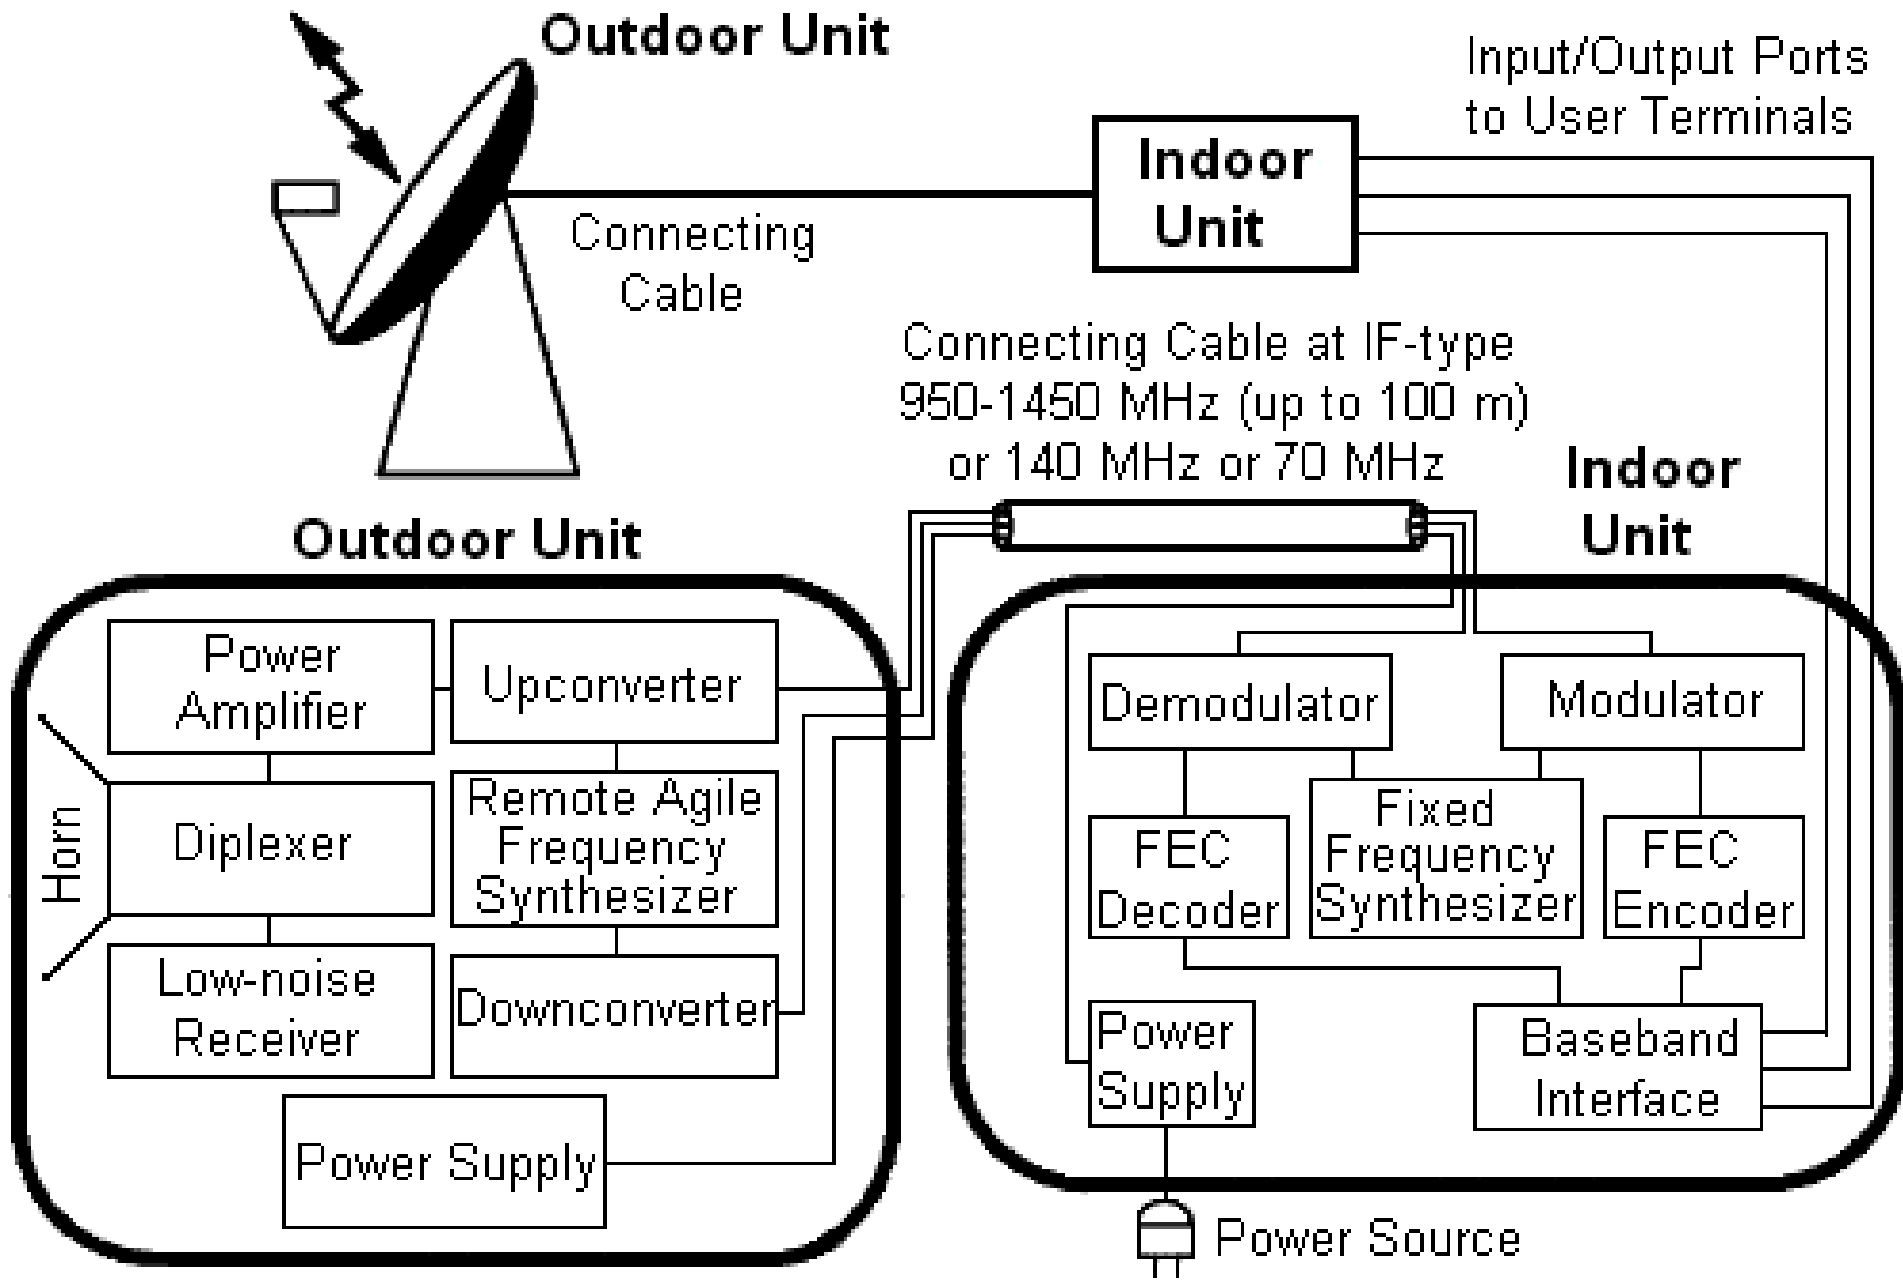 Outdoor Unit
Input/Output Ports
to User Terminals
Indoor
Unit
Connecting
Cable
Connecting Cable at IF-type
950-1450 MHz (up to 100 m)
or 140 MHz or 70 MHz
Indoor
Unit
Outdoor Unit
Power
Amplifier
Upconverter
Horn
Diplexer
Remote Agile
Frequency
Synthesizer
Low-noise
Receiver
Downconverter
Power Supply
Demodulator
Modulator
FEC
Decoder
Fixed
Frequency
Synthesizer
FEC
Encoder
Power
Supply
Baseband
Interface
Power Source